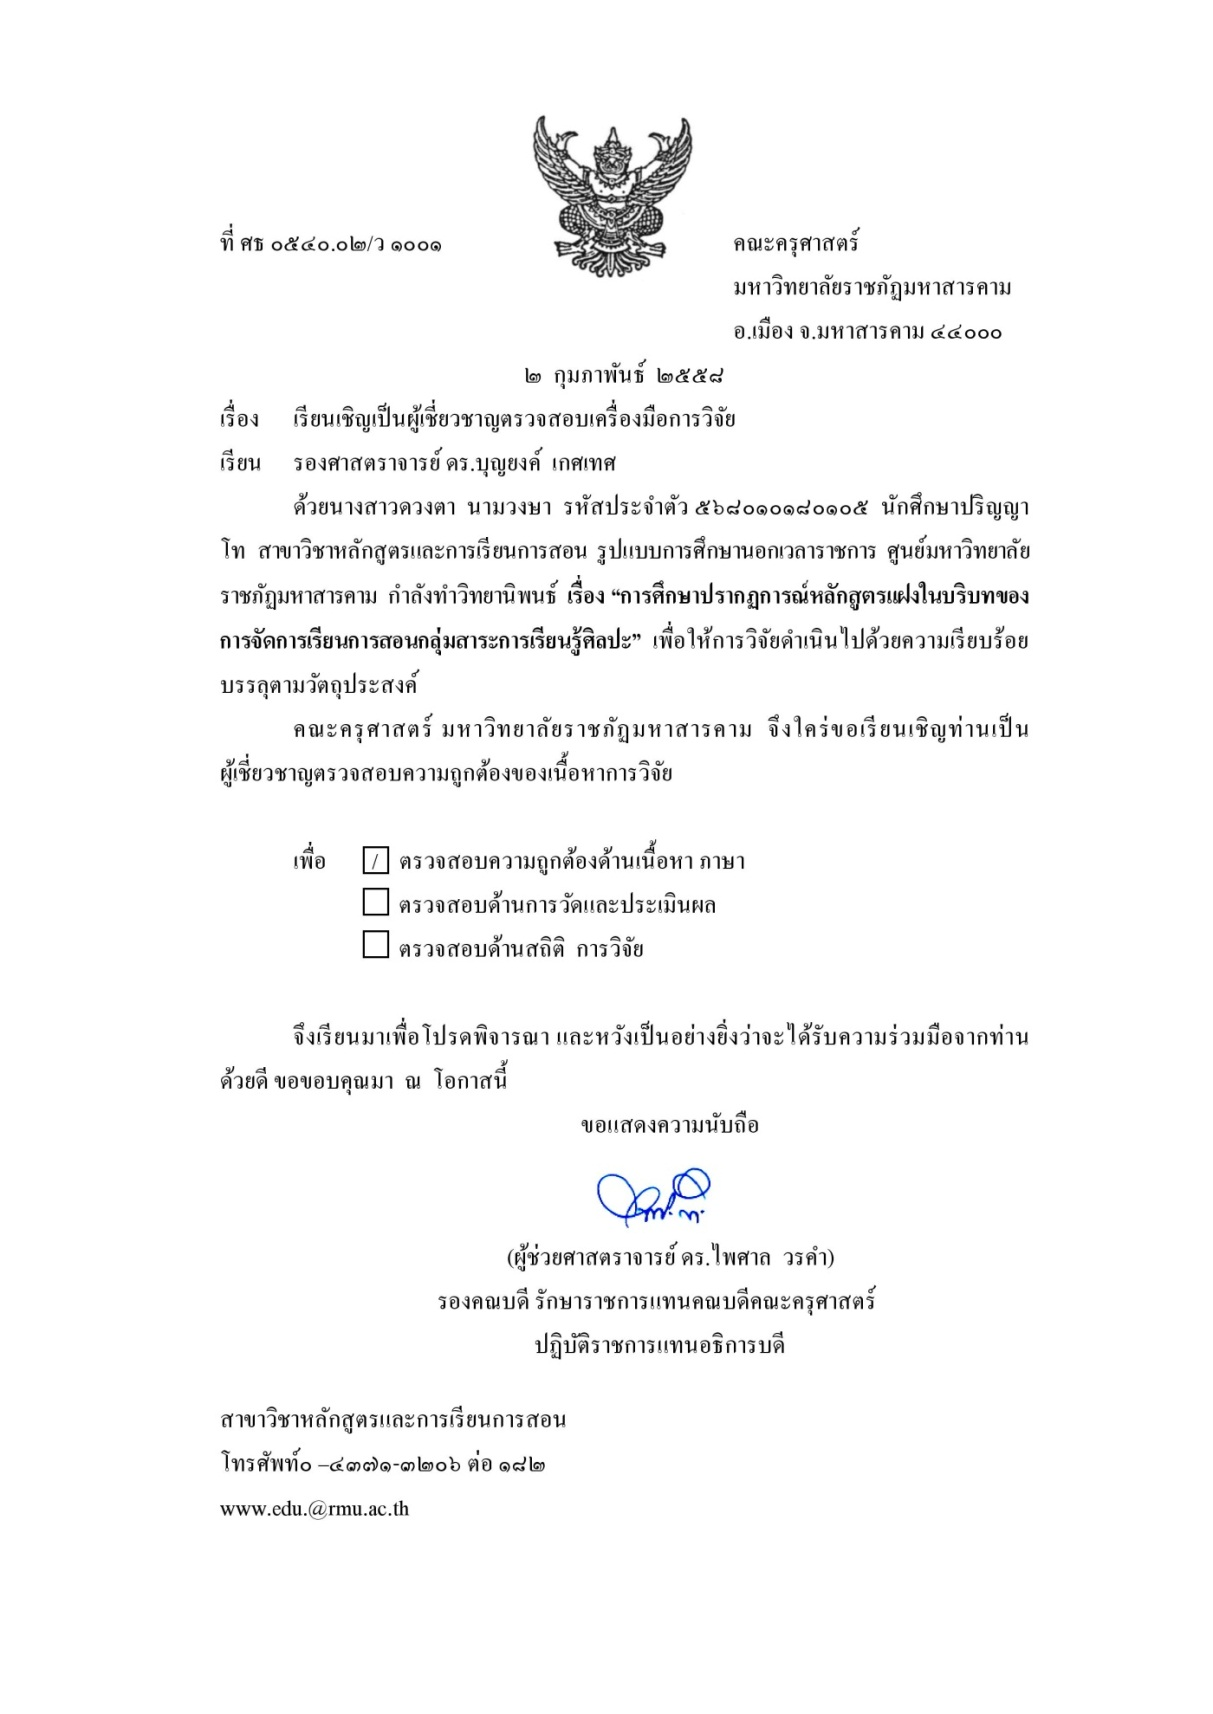 ที่ ศธ ๐๕๔๐.๐๒/ว ๑๐๐๑
คณะครุศาสตร์
มหาวิทยาลัยราชภัฏมหาสารคาม
อ.เมือง จ.มหาสารคาม ๔๔๐๐๐
๒ กุมภาพันธ์ ๒๕๕๘
เรื่อง เรียนเชิญเป็นผู้เชี่ยวชาญตรวจสอบเครื่องมือการวิจัย
เรียน รองศาสตราจารย์ ดร.บุญยงค์ เกศเทศ
ด้วยนางสาวดวงตา นามวงษา รหัสประจำตัว ๕๖๘๐๑๐๑๘๐๑๐๕ นักศึกษาปริญญา
โท สาขาวิชาหลักสูตรและการเรียนการสอน รูปแบบการศึกษานอกเวลาราชการ ศูนย์มหาวิทยาลัย
ราชภัฏมหาสารคาม กำลังทำวิทยานิพนธ์ เรื่อง “การศึกษาปรากฏการณ์หลักสูตรแฝงในบริบทของ
การจัดการเรียนการสอนกลุ่มสาระการเรียนรู้ศิลปะ” เพื่อให้การวิจัยดำเนินไปด้วยความเรียบร้อย
บรรลุตามวัตถุประสงค์
คณะครุศาสตร์ มหาวิทยาลัยราชภัฏมหาสารคาม จึงใคร่ขอเรียนเชิญท่านเป็น
ผู้เชี่ยวชาญตรวจสอบความถูกต้องของเนื้อหาการวิจัย
เพื่อ / ตรวจสอบความถูกต้องด้านเนื้อหา ภาษา
ตรวจสอบด้านการวัดและประเมินผล
ตรวจสอบด้านสถิติ การวิจัย
จึงเรียนมาเพื่อโปรดพิจารณา และหวังเป็นอย่างยิ่งว่าจะได้รับความร่วมมือจากท่าน
ด้วยดี ขอขอบคุณมา ณ โอกาสนี้
ขอแสดงความนับถือ
(ผู้ช่วยศาสตราจารย์ ดร.ไพศาล วรคำ)
รองคณบดี รักษาราชการแทนคณบดีคณะครุศาสตร์
ปฏิบัติราชการแทนอธิการบดี
สาขาวิชาหลักสูตรและการเรียนการสอน
โทรศัพท์๐ –๔๓๗๑-๓๒๐๖ ต่อ ๑๘๒
www.edu.@rmu.ac.th